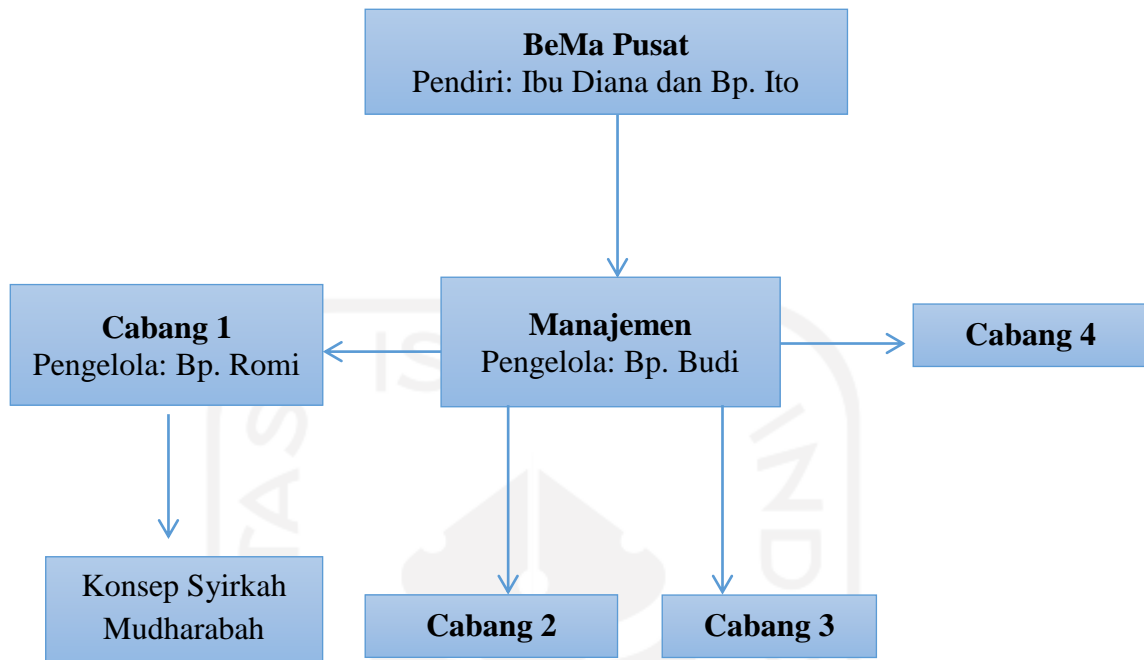 BeMa Pusat
Pendiri: Ibu Diana dan Bp. Ito
Cabang 1
Pengelola: Bp. Romi
Manajemen
Pengelola: Bp. Budi
Cabang 4
Konsep Syirkah
Mudharabah
Cabang 2
Cabang 3